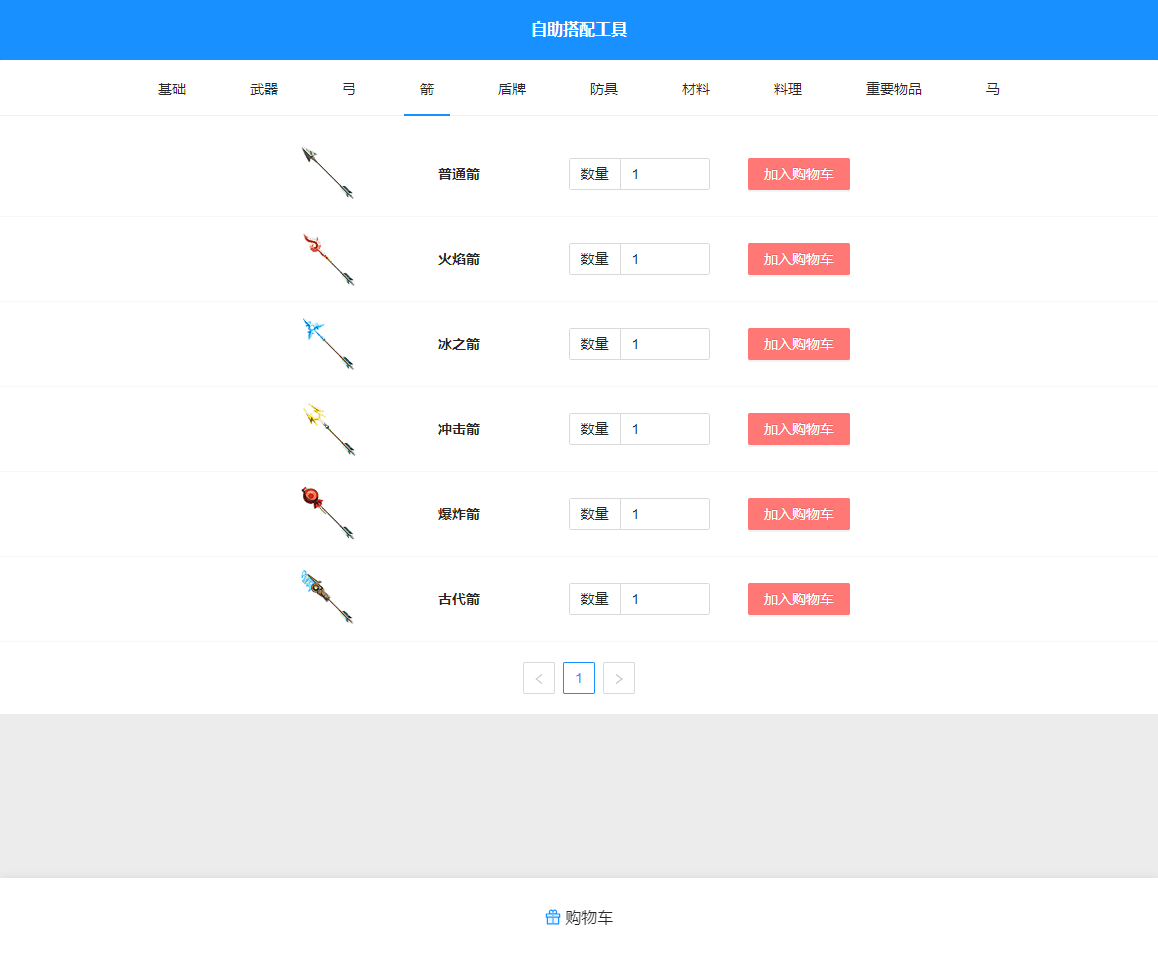 自助搭配工具
基础 武器 弓 箭 盾牌 防具 材料 料理 重要物品 马
普通箭 数量 1 加入购物车
火焰箭 数量 1 加入购物车
冰之箭 数量 1 加入购物车
冲击箭 数量 1 加入购物车
爆炸箭 数量 1 加入购物车
古代箭 数量 1 加入购物车
< 1 >
购物车